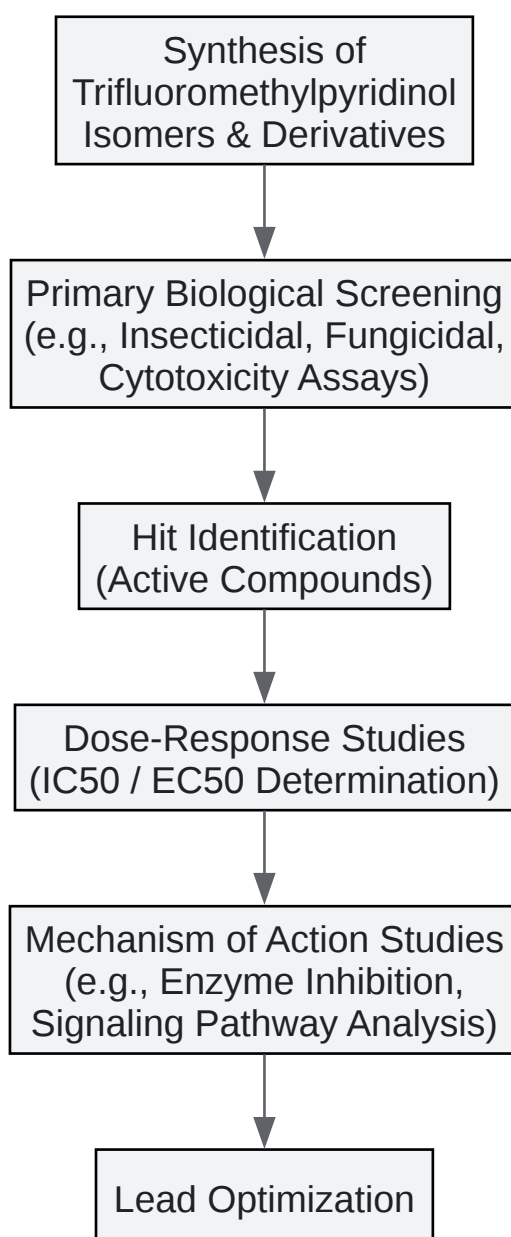 Synthesis of
Trifluoromethylpyridinol
Isomers & Derivatives
Primary Biological Screening
(e.g., Insecticidal, Fungicidal,
Cytotoxicity Assays)
Hit Identification
(Active Compounds)
Dose-Response Studies
(IC50 / EC50 Determination)
Mechanism of Action Studies
(e.g., Enzyme Inhibition,
Signaling Pathway Analysis)
Lead Optimization